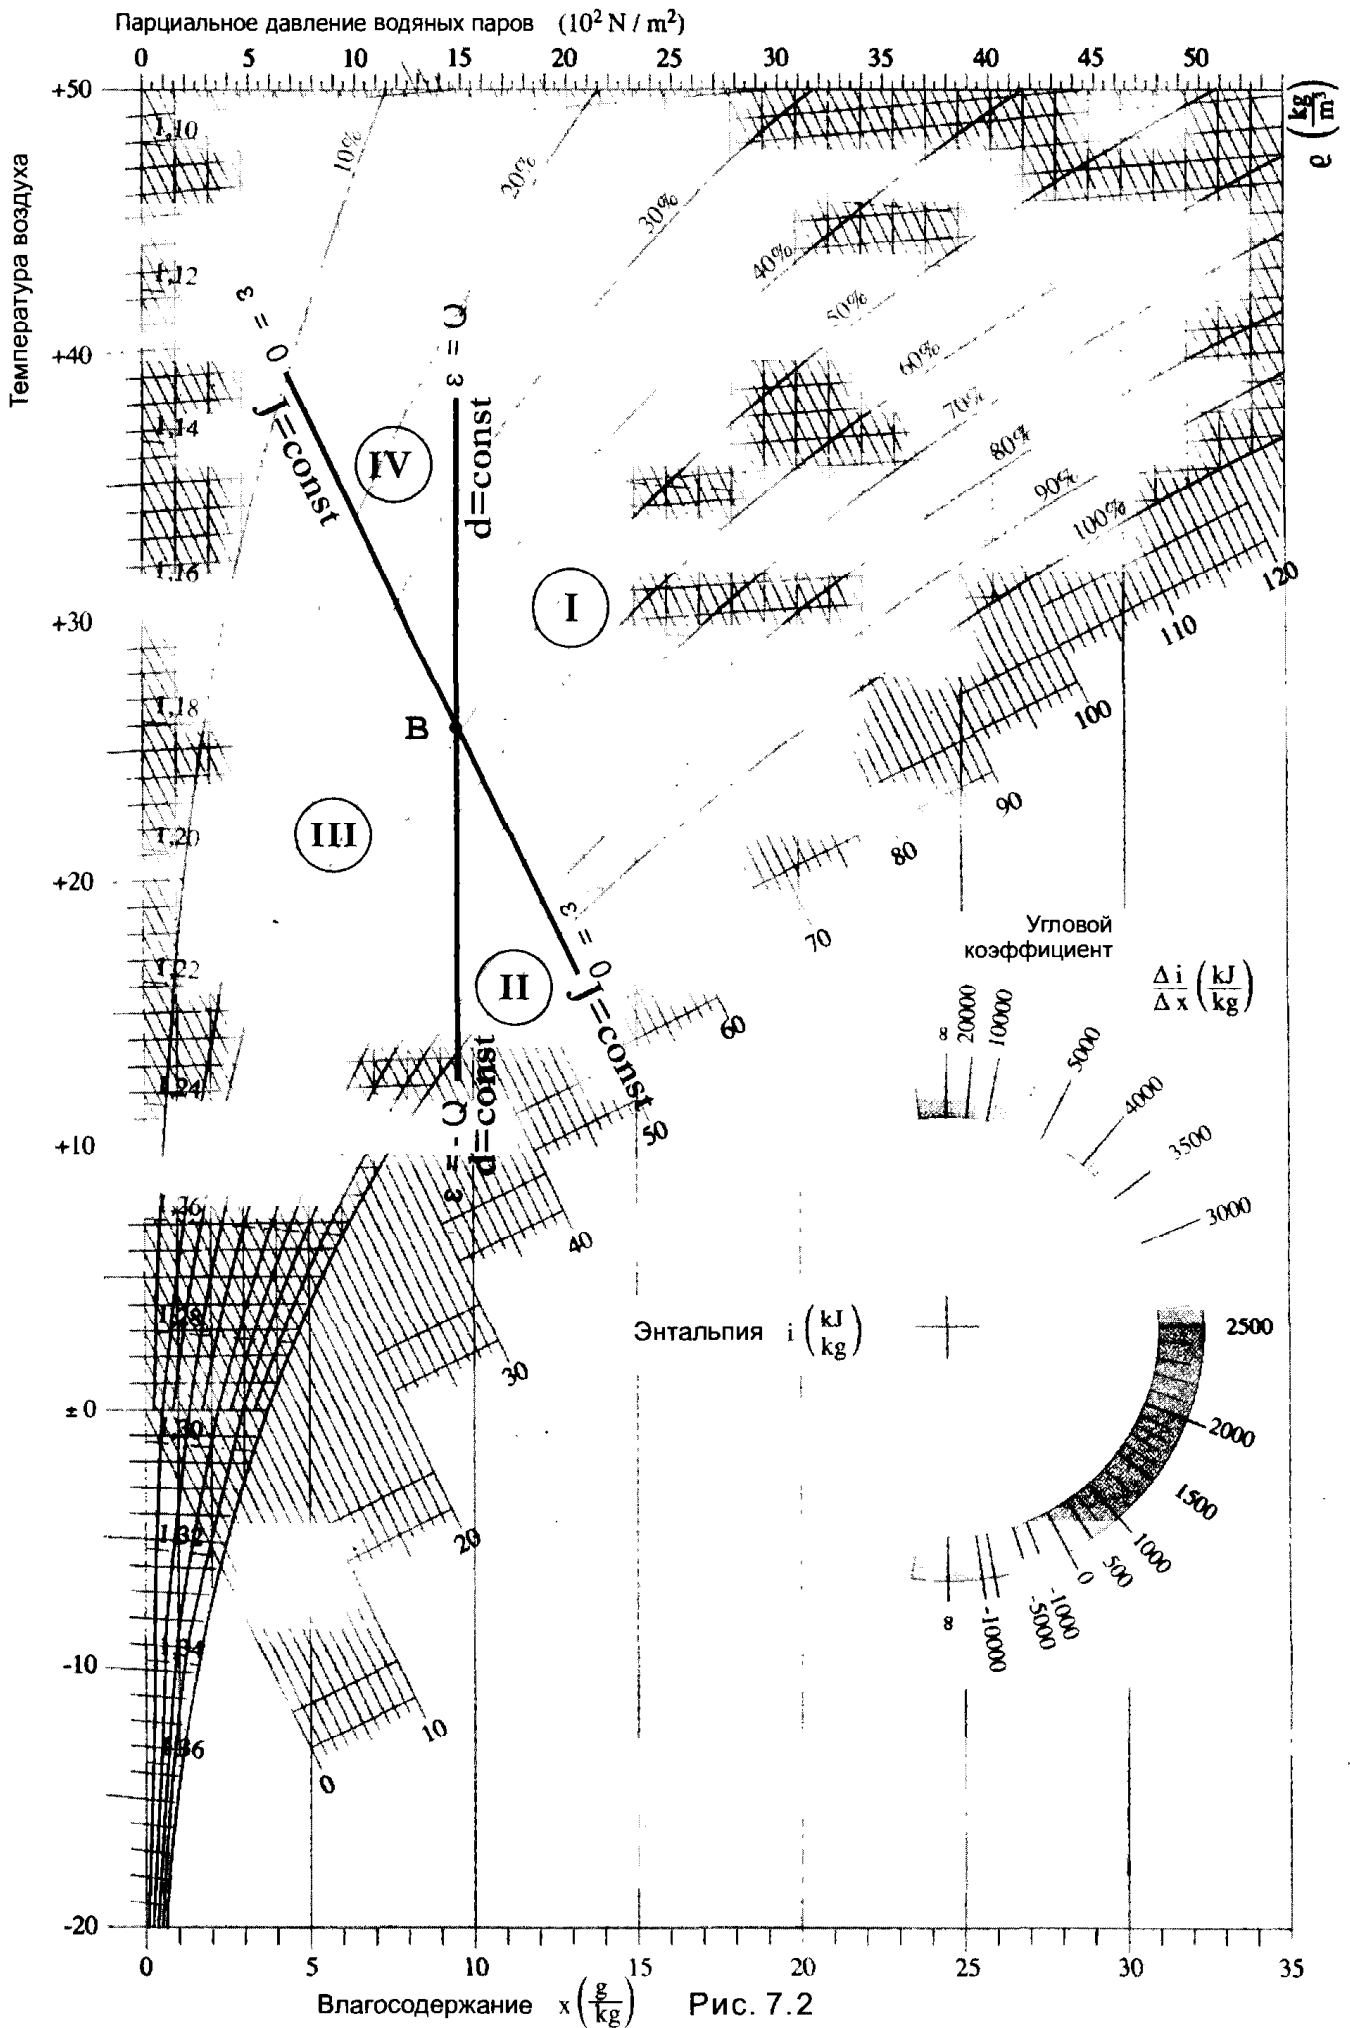 Парциальное давление водяных паров (10² N / m²)
0 5 10 15 20 25 30 35 40 45 50
ϱ (kg/m³)
Температура воздуха
+50
+40
+30
+20
+10
± 0
-10
-20
1,10
1,12
1,14
1,16
1,18
1,20
1,22
1,24
1,26
1,28
1,30
1,32
1,34
1,36
10%
20%
30%
40%
50%
60%
70%
80%
90%
100%
ε = 0
J=const
IV
ε = Q
d=const
I
B
III
II
ε = 0
J=const
ε = - Q
d=const
120
110
100
90
80
70
60
50
40
30
20
10
0
Угловой
коэффициент
Δ i / Δ x (kJ/kg)
∞
20000
10000
5000
4000
3500
3000
2500
2000
1500
1000
500
0
-1000
-5000
-10000
∞
Энтальпия i (kJ/kg)
0 5 10 15 20 25 30 35
Влагосодержание x (g/kg) Рис. 7.2